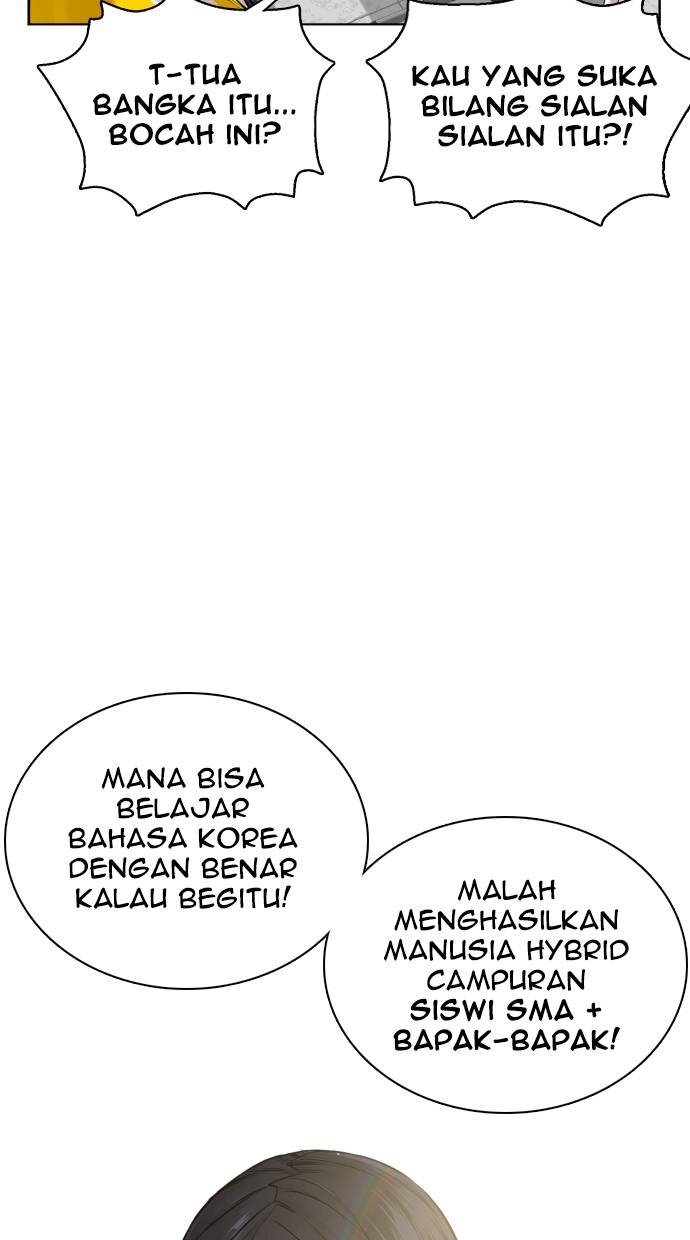 T-TUA
BANGKA ITU...
BOCAH INI?
KAU YANG SUKA
BILANG SIALAN
SIALAN ITU?!
MANA BISA
BELAJAR
BAHASA KOREA
DENGAN BENAR
KALAU BEGITU!
MALAH
MENGHASILKAN
MANUSIA HYBRID
CAMPURAN
SISWI SMA +
BAPAK-BAPAK!